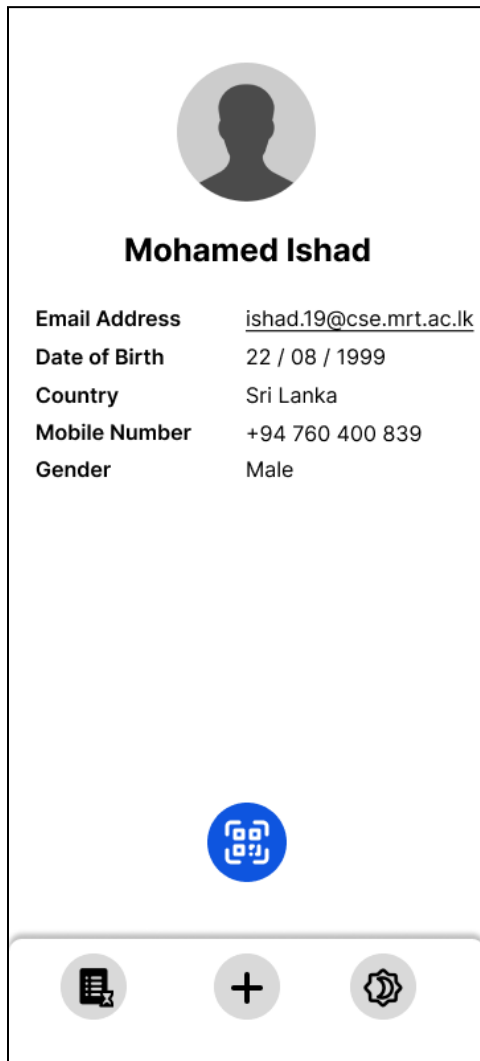 Mohamed Ishad
Email Address ishad.19@cse.mrt.ac.lk
Date of Birth 22 / 08 / 1999
Country Sri Lanka
Mobile Number +94 760 400 839
Gender Male